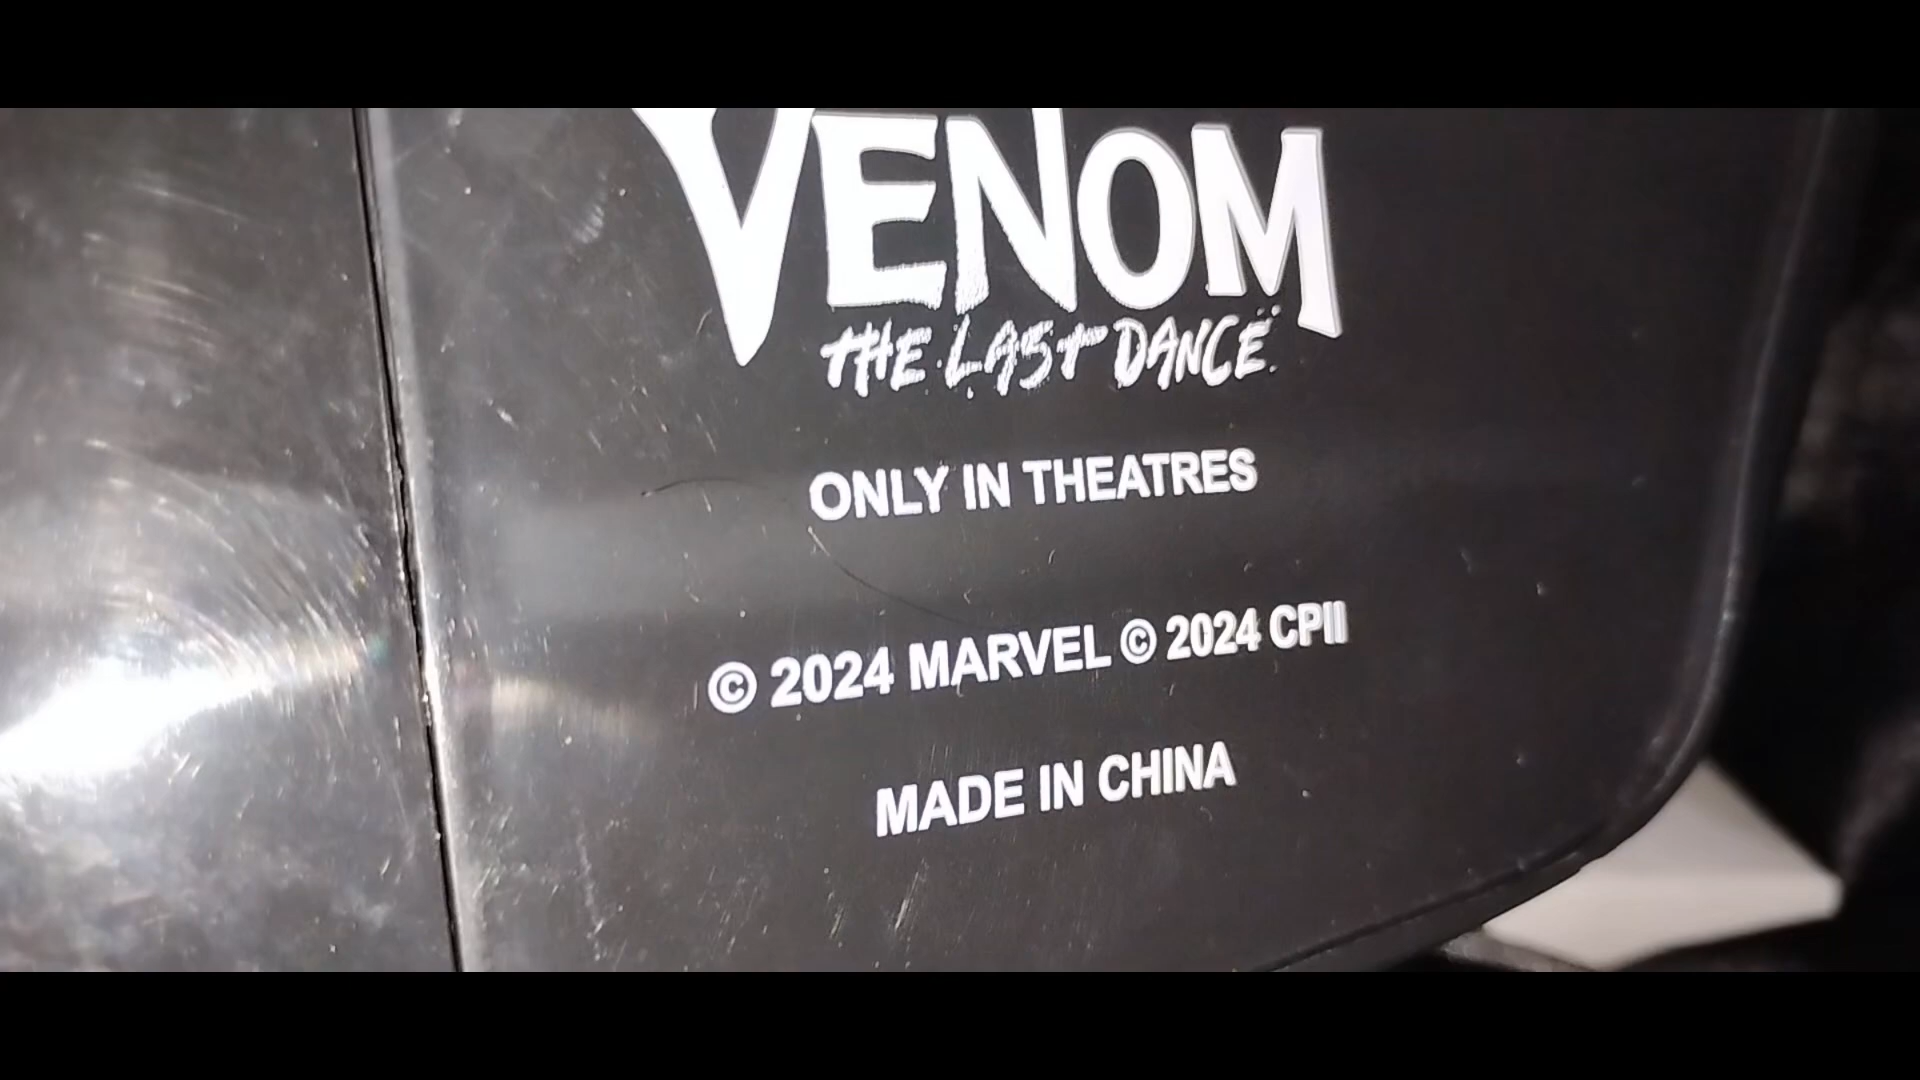 VENOM
THE LAST DANCE
ONLY IN THEATRES
© 2024 MARVEL © 2024 CPII
MADE IN CHINA